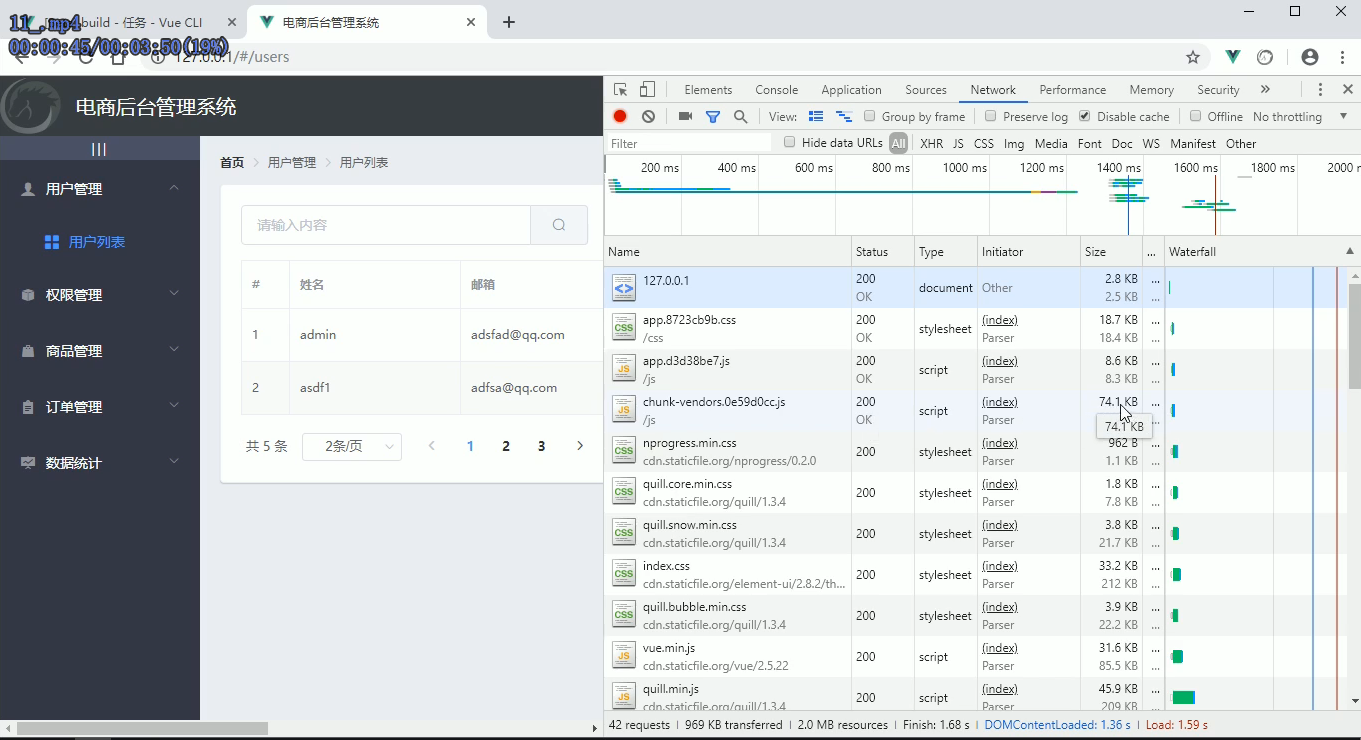 build - 任务 - Vue CLI
电商后台管理系统
11_.mp4
00:00:45/00:03:50(19%)
127.0.0.1/#/users
电商后台管理系统
|||
用户管理
用户列表
权限管理
商品管理
订单管理
数据统计
首页 > 用户管理 > 用户列表
请输入内容
# 姓名 邮箱
1 admin adsfad@qq.com
2 asdf1 adfsa@qq.com
共 5 条 2条/页 < 1 2 3 >
Elements Console Application Sources Network Performance Memory Security »
View: Group by frame Preserve log Disable cache Offline No throttling
Filter Hide data URLs All XHR JS CSS Img Media Font Doc WS Manifest Other
200 ms 400 ms 600 ms 800 ms 1000 ms 1200 ms 1400 ms 1600 ms 1800 ms 2000 r
Name Status Type Initiator Size ... Waterfall
127.0.0.1 200 OK document Other 2.8 KB 2.5 KB ...
app.8723cb9b.css /css 200 OK stylesheet (index) Parser 18.7 KB 18.4 KB ...
app.d3d38be7.js /js 200 OK script (index) Parser 8.6 KB 8.3 KB ...
chunk-vendors.0e59d0cc.js /js 200 OK script (index) Parser 74.1 KB ...
74.1 KB
nprogress.min.css cdn.staticfile.org/nprogress/0.2.0 200 stylesheet (index) Parser 962 B 1.1 KB ...
quill.core.min.css cdn.staticfile.org/quill/1.3.4 200 stylesheet (index) Parser 1.8 KB 7.8 KB ...
quill.snow.min.css cdn.staticfile.org/quill/1.3.4 200 stylesheet (index) Parser 3.8 KB 21.7 KB ...
index.css cdn.staticfile.org/element-ui/2.8.2/th... 200 stylesheet (index) Parser 33.2 KB 212 KB ...
quill.bubble.min.css cdn.staticfile.org/quill/1.3.4 200 stylesheet (index) Parser 3.9 KB 22.2 KB ...
vue.min.js cdn.staticfile.org/vue/2.5.22 200 script (index) Parser 31.6 KB 85.5 KB ...
quill.min.js cdn.staticfile.org/quill/1.3.4 200 script (index) Parser 45.9 KB 209 KB ...
42 requests | 969 KB transferred | 2.0 MB resources | Finish: 1.68 s | DOMContentLoaded: 1.36 s | Load: 1.59 s